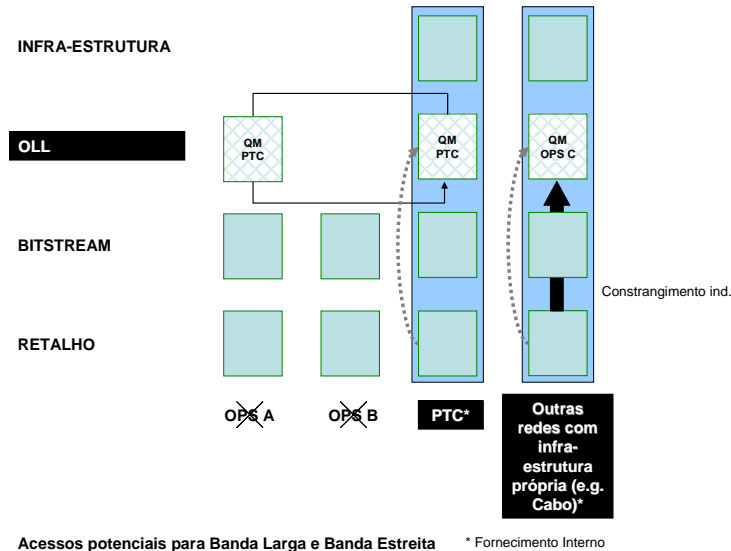 INFRA-ESTRUTURA
OLL
QM
PTC
QM
PTC
QM
OPS C
BITSTREAM
Constrangimento ind.
RETALHO
OPS A
OPS B
PTC*
Outras
redes com
infra-
estrutura
própria (e.g.
Cabo)*
Acessos potenciais para Banda Larga e Banda Estreita
* Fornecimento Interno